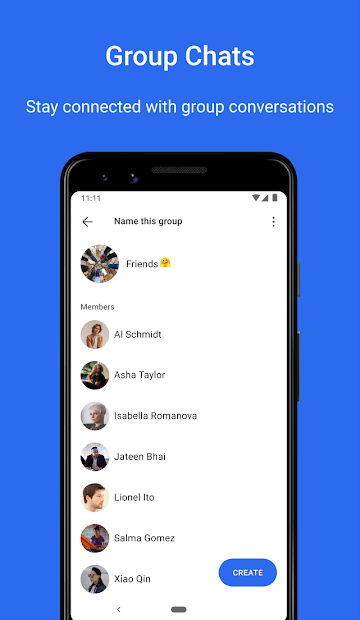 Group Chats
Stay connected with group conversations
11:11
Name this group
Friends🤗
Members
Al Schmidt
Asha Taylor
Isabella Romanova
Jateen Bhai
Lionel Ito
Salma Gomez
Xiao Qin
CREATE